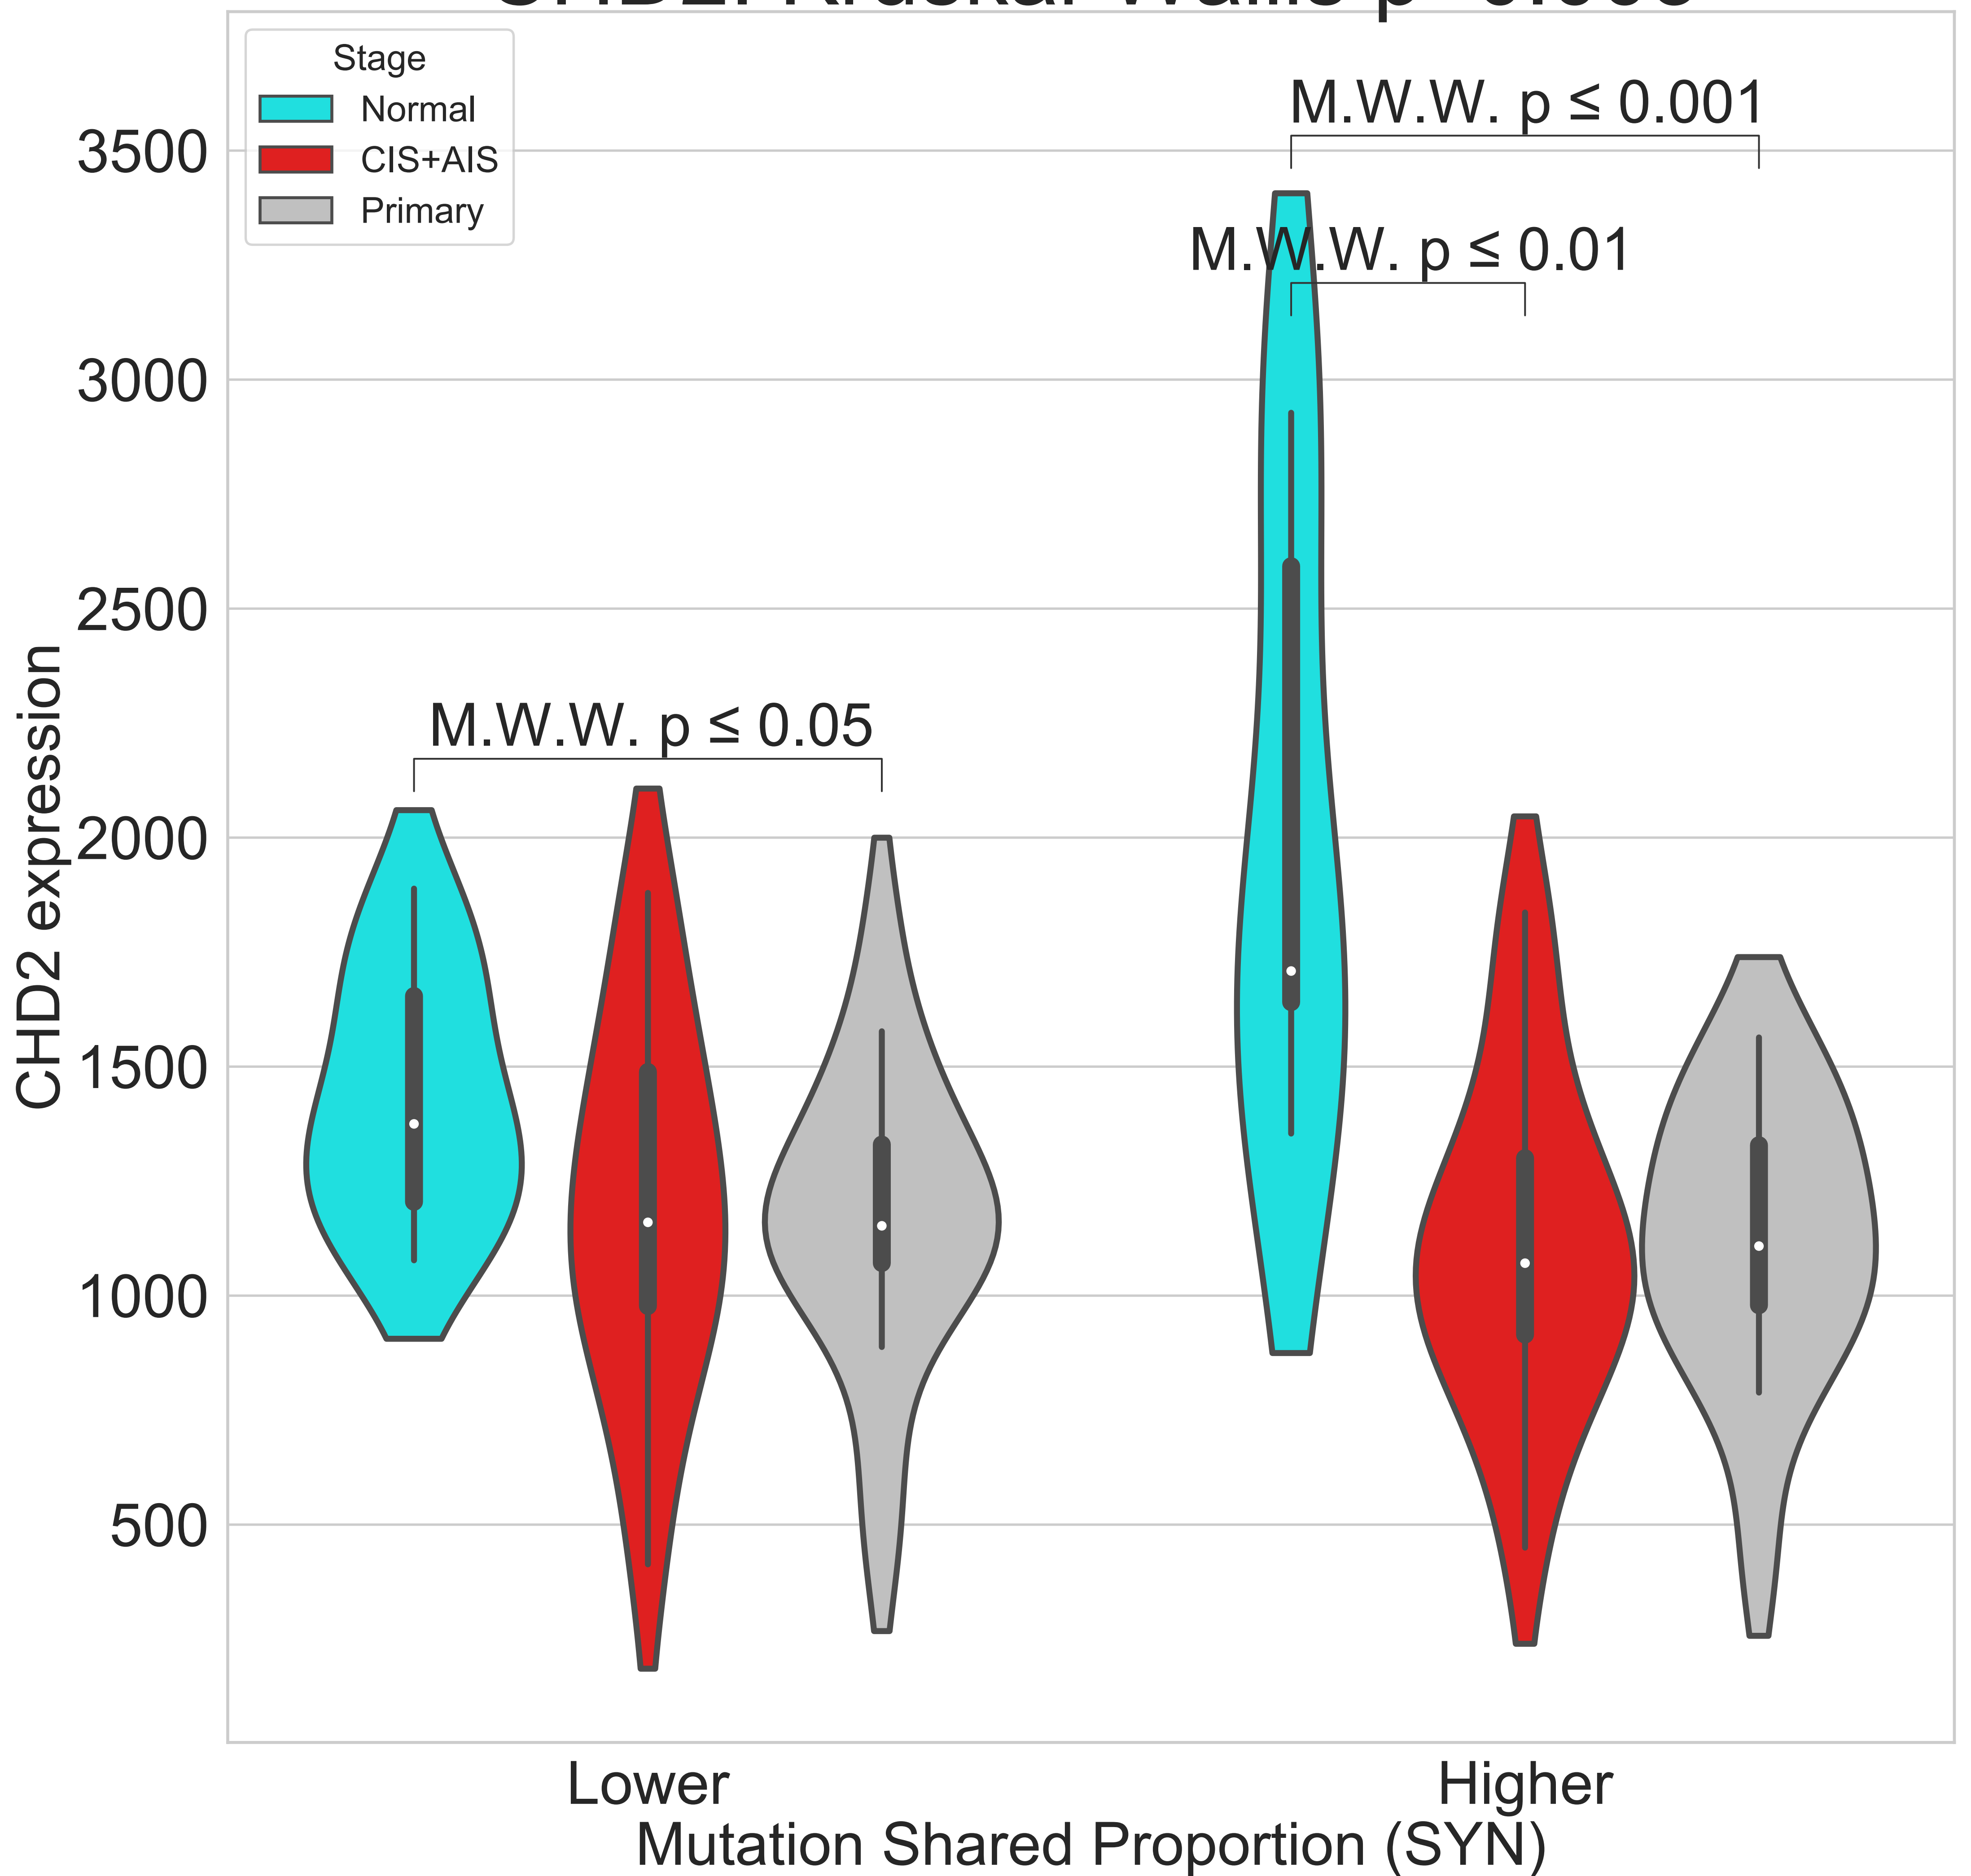 Stage
Normal
CIS+AIS
Primary
M.W.W. p ≤ 0.001
M.W.W. p ≤ 0.01
M.W.W. p ≤ 0.05
3500
3000
2500
2000
1500
1000
500
CHD2 expression
Lower
Higher
Mutation Shared Proportion (SYN)